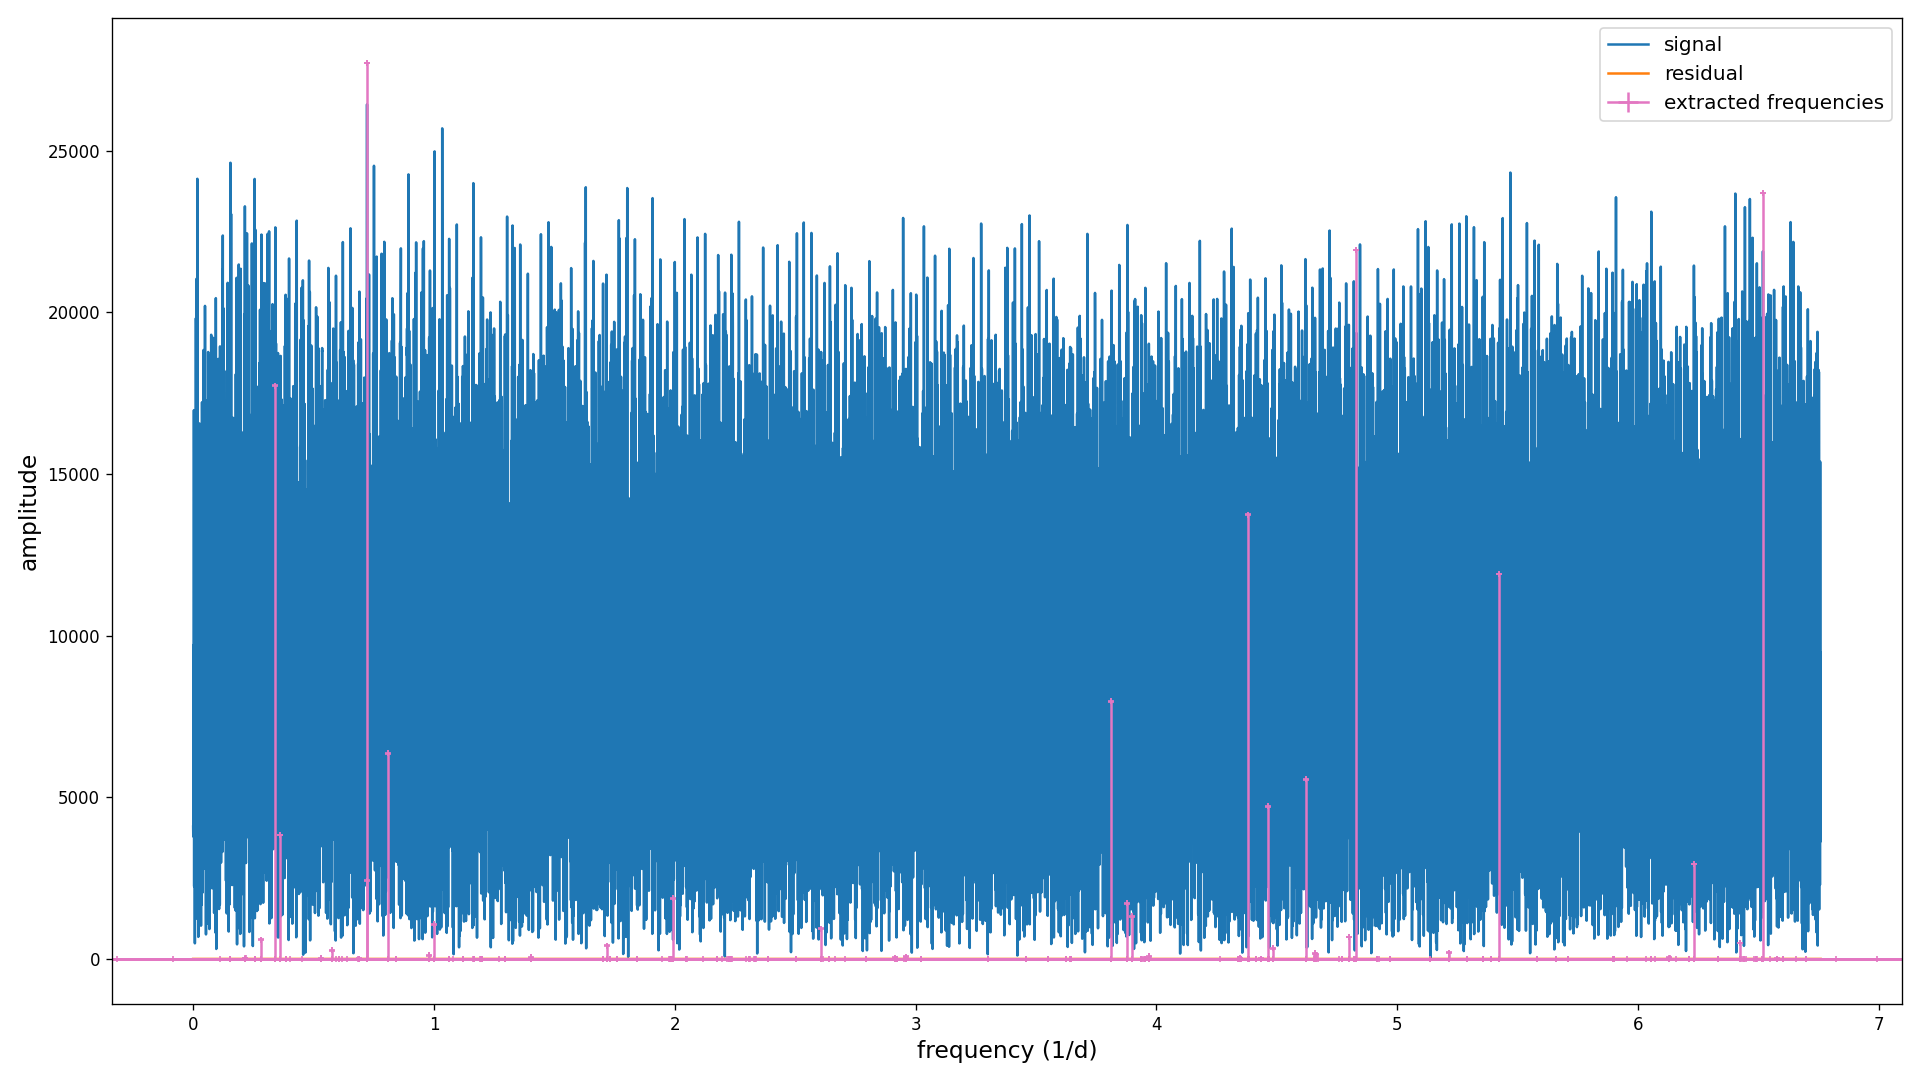 signal
residual
extracted frequencies
25000
20000
15000
10000
5000
0
amplitude
0 1 2 3 4 5 6 7
frequency (1/d)